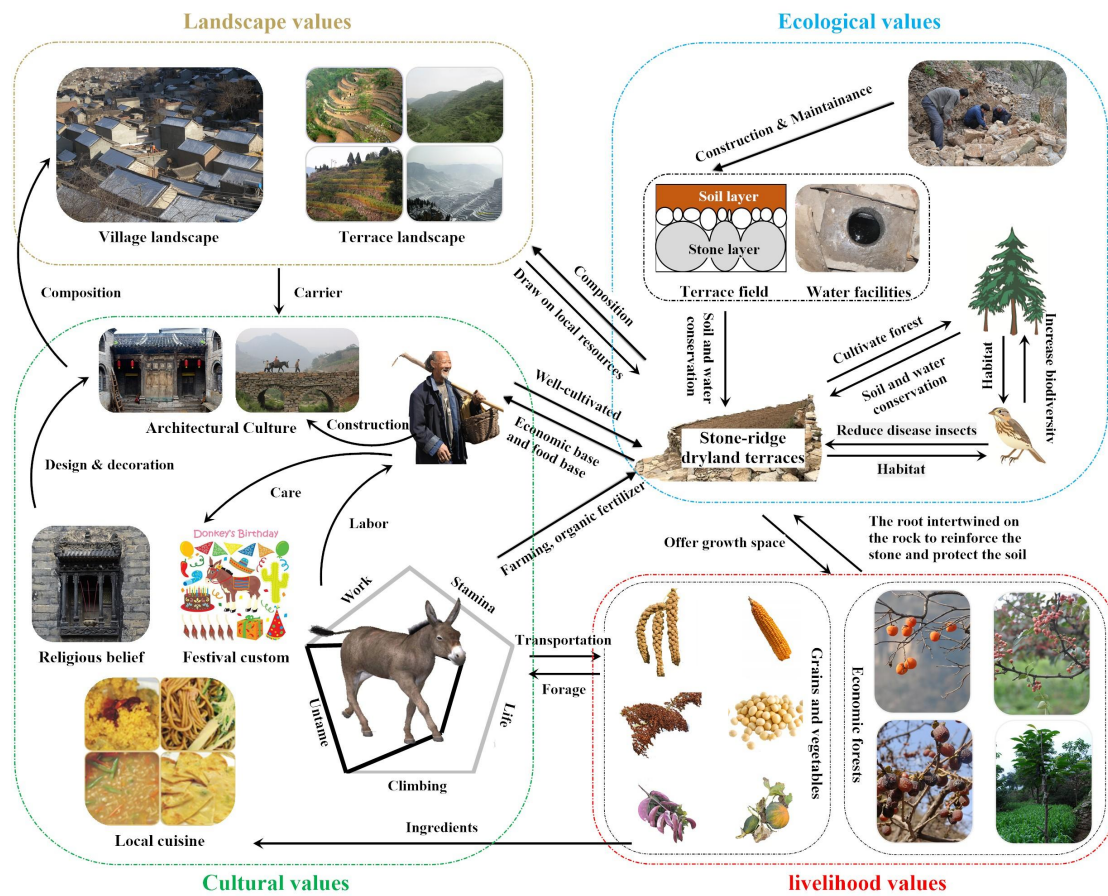 Landscape values
Ecological values
Construction & Maintainance
Soil layer
Stone layer
Village landscape
Terrace landscape
Terrace field
Water facilities
Composition
Carrier
Composition
Draw on local resources
Soil and water
conservation
Cultivate forest
Soil and water
conservation
Habitat
Increase biodiversity
Well-cultivated
Economic base
and food base
Stone-ridge
dryland terraces
Reduce disease insects
Habitat
Architectural Culture
Construction
Design & decoration
Care
Labor
Farming, organic fertilizer
Offer growth space
The root intertwined on
the rock to reinforce the
stone and protect the soil
Donkey's Birthday
Religious belief
Festival custom
Work
Stamina
Untame
Life
Climbing
Transportation
Forage
Grains and vegetables
Economic forests
Local cuisine
Ingredients
Cultural values
livelihood values